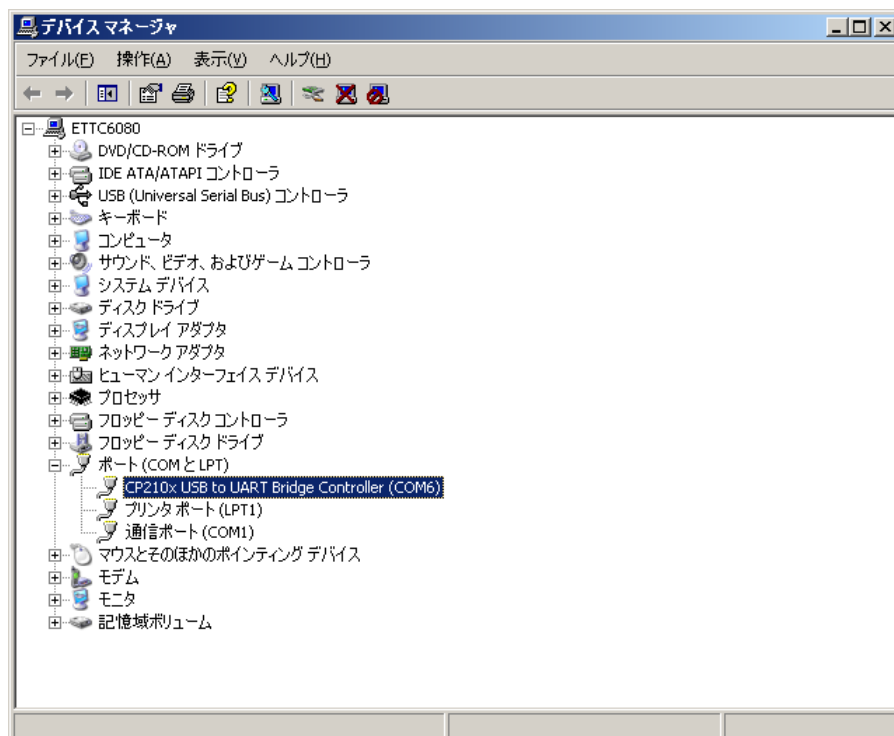 デバイス マネージャ
ファイル(F) 操作(A) 表示(V) ヘルプ(H)
ETTC6080
DVD/CD-ROM ドライブ
IDE ATA/ATAPI コントローラ
USB (Universal Serial Bus) コントローラ
キーボード
コンピュータ
サウンド、ビデオ、およびゲーム コントローラ
システム デバイス
ディスク ドライブ
ディスプレイ アダプタ
ネットワーク アダプタ
ヒューマン インターフェイス デバイス
プロセッサ
フロッピー ディスク コントローラ
フロッピー ディスク ドライブ
ポート (COM と LPT)
CP210x USB to UART Bridge Controller (COM6)
プリンタ ポート (LPT1)
通信ポート (COM1)
マウスとそのほかのポインティング デバイス
モデム
モニタ
記憶域ボリューム